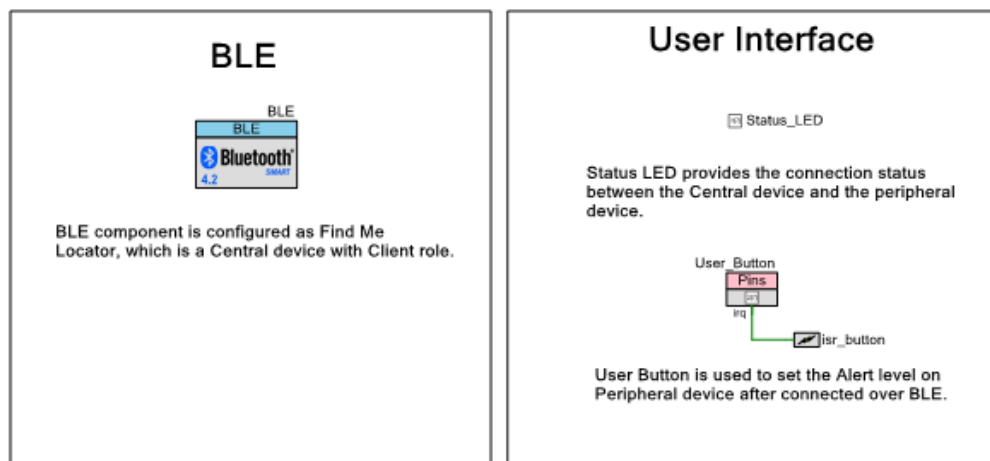 BLE
BLE
BLE
Bluetooth
SMART
4.2
BLE component is configured as Find Me
Locator, which is a Central device with Client role.
User Interface
Status_LED
Status LED provides the connection status
between the Central device and the peripheral
device.
User_Button
Pins
irq
isr_button
User Button is used to set the Alert level on
Peripheral device after connected over BLE.